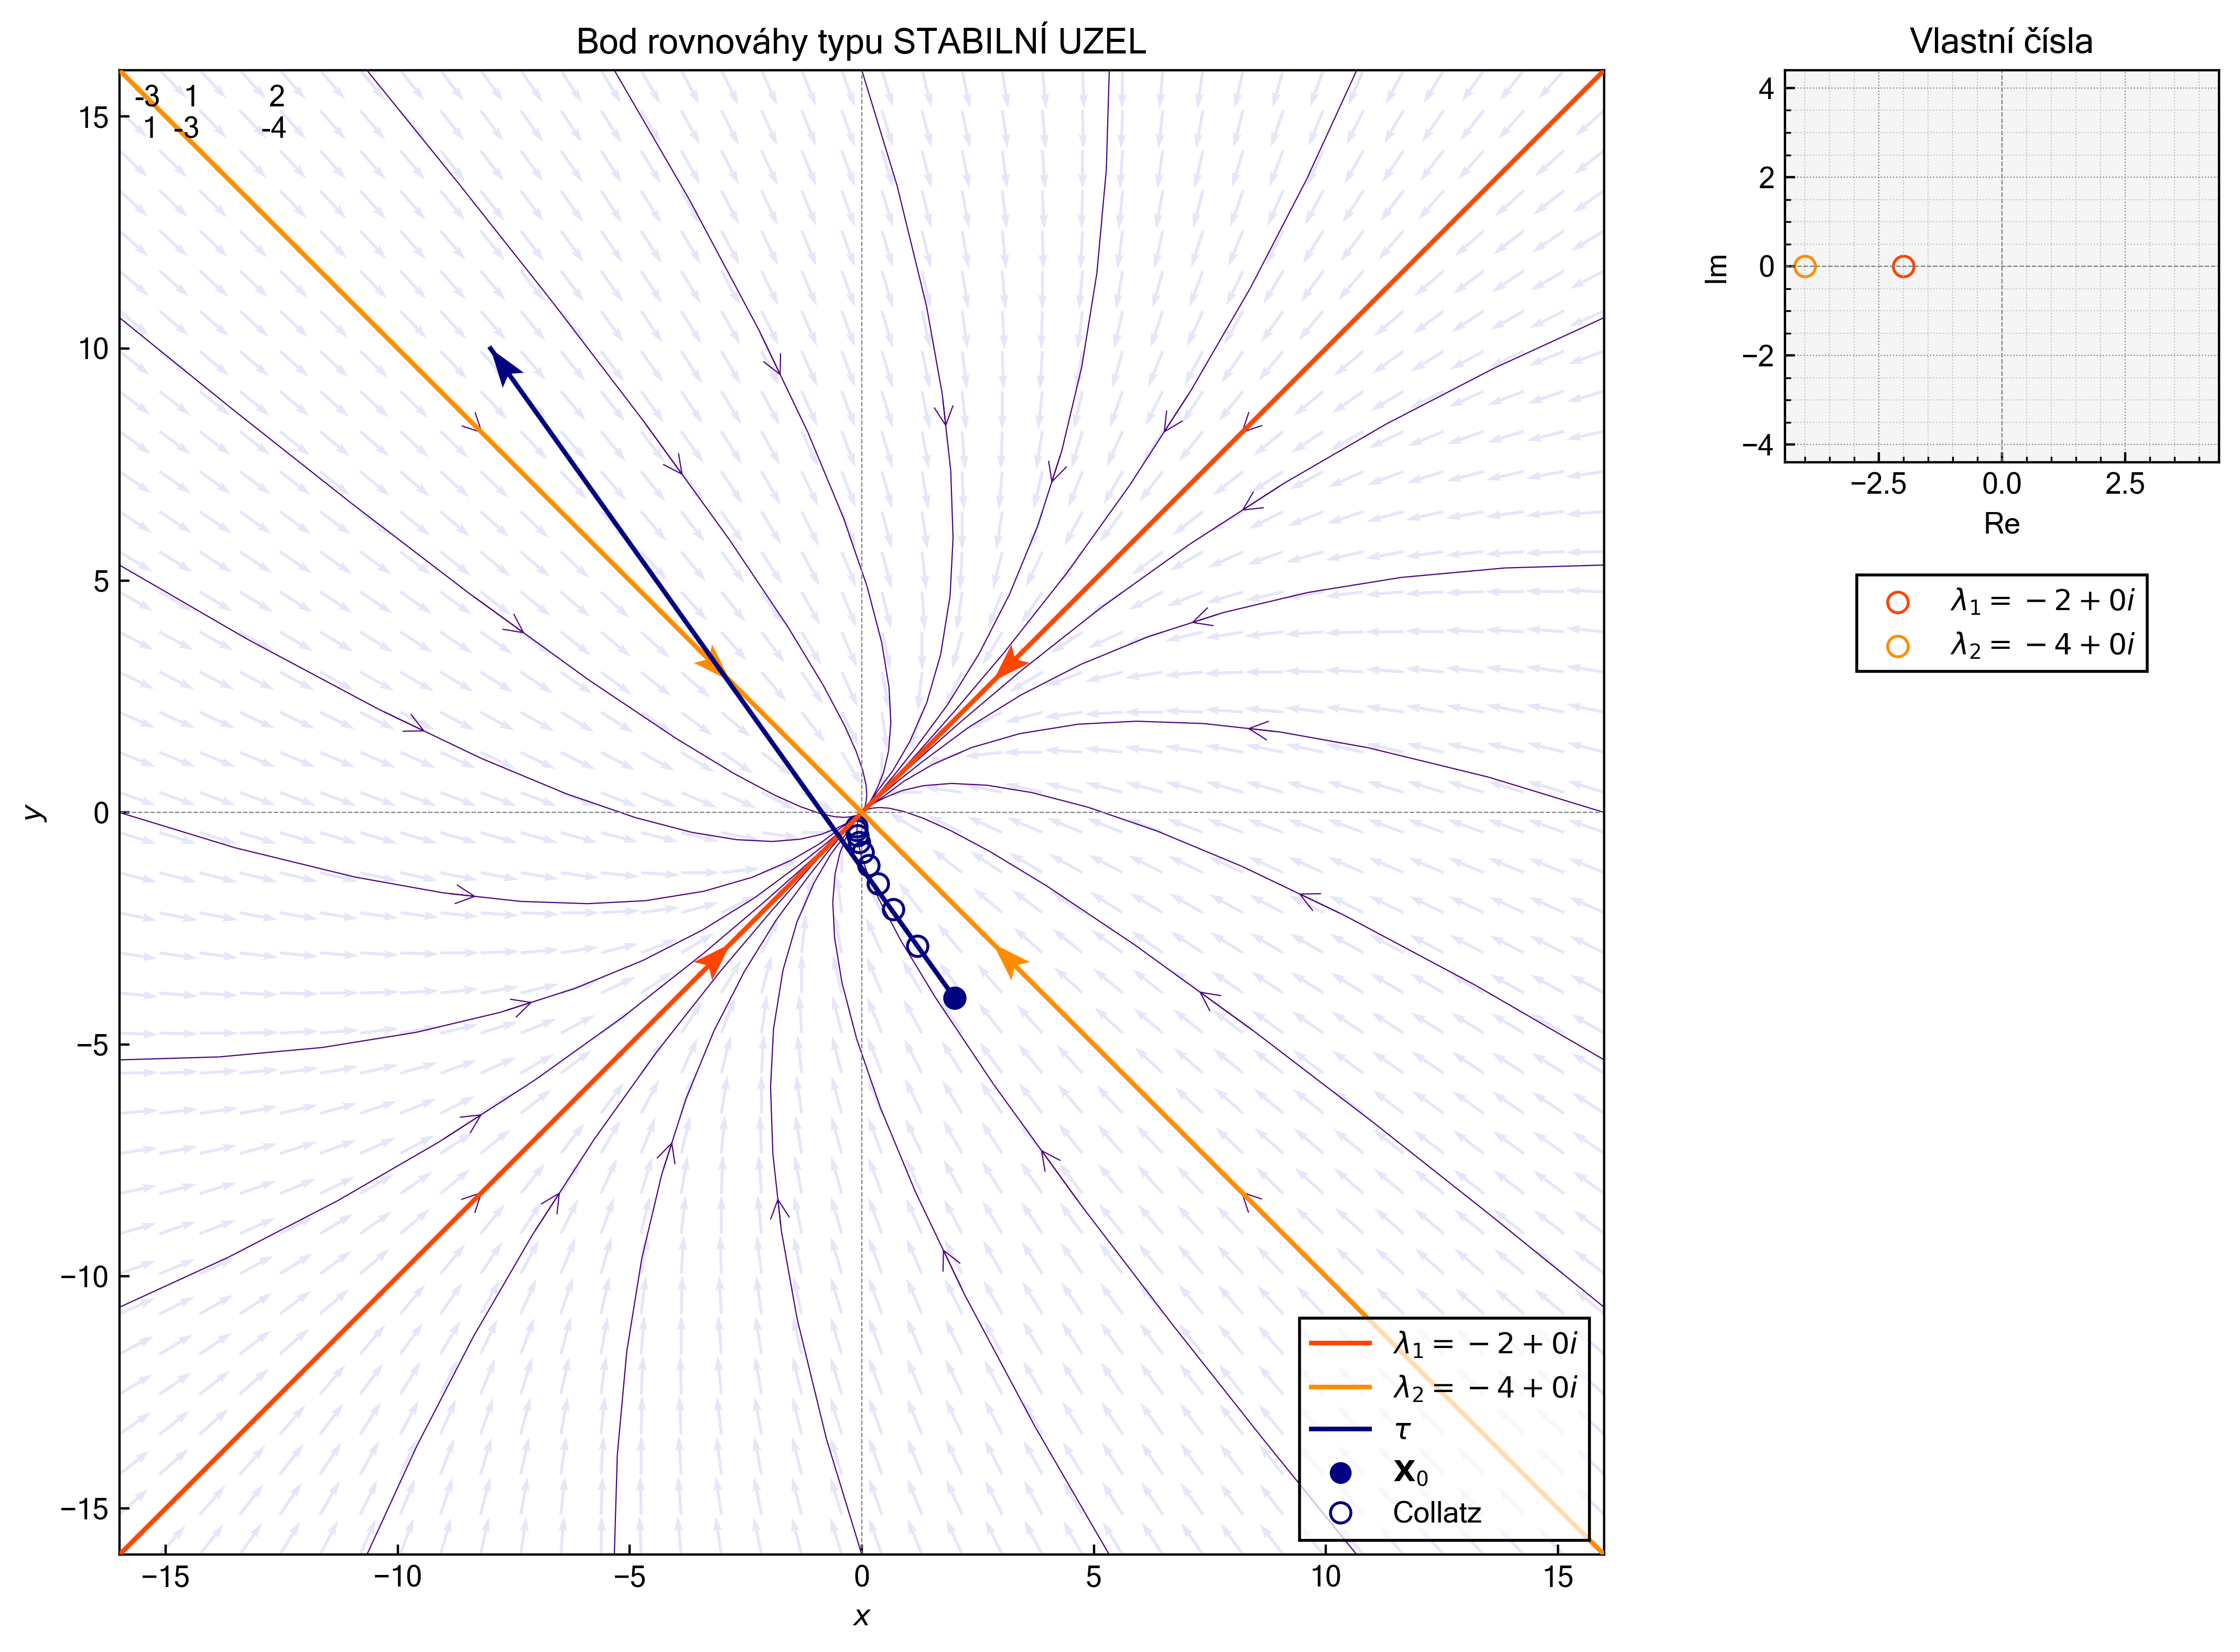 Bod rovnováhy typu STABILNÍ UZEL
-3 1 2
1 -3 -4
15
10
5
0
−5
−10
−15
y
−15 −10 −5 0 5 10 15
x
λ1 = −2 + 0i
λ2 = −4 + 0i
τ
X0
Collatz
Vlastní čísla
4
2
0
−2
−4
Im
−2.5 0.0 2.5
Re
λ1 = −2 + 0i
λ2 = −4 + 0i